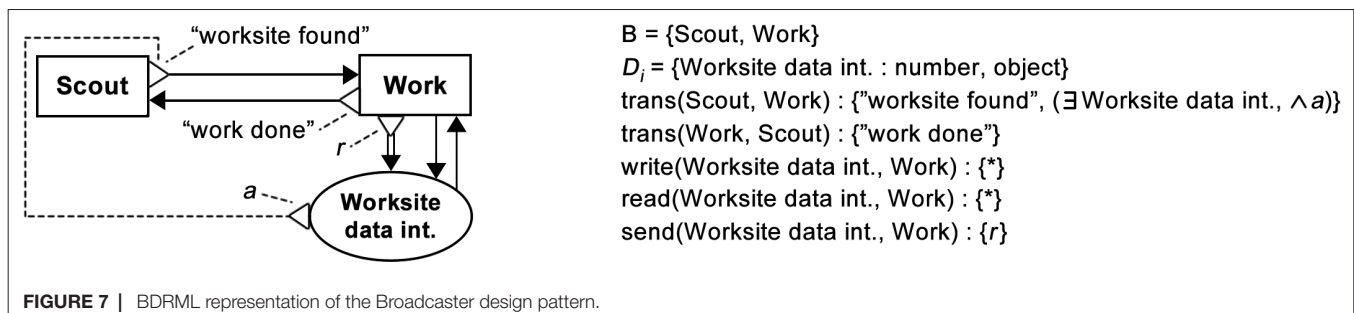 "worksite found"
Scout
Work
"work done"
r
a
Worksite
data int.
B = {Scout, Work}
D_i = {Worksite data int. : number, object}
trans(Scout, Work) : {"worksite found", (∃ Worksite data int., ∧ a)}
trans(Work, Scout) : {"work done"}
write(Worksite data int., Work) : {*}
read(Worksite data int., Work) : {*}
send(Worksite data int., Work) : {r}
FIGURE 7 | BDRML representation of the Broadcaster design pattern.